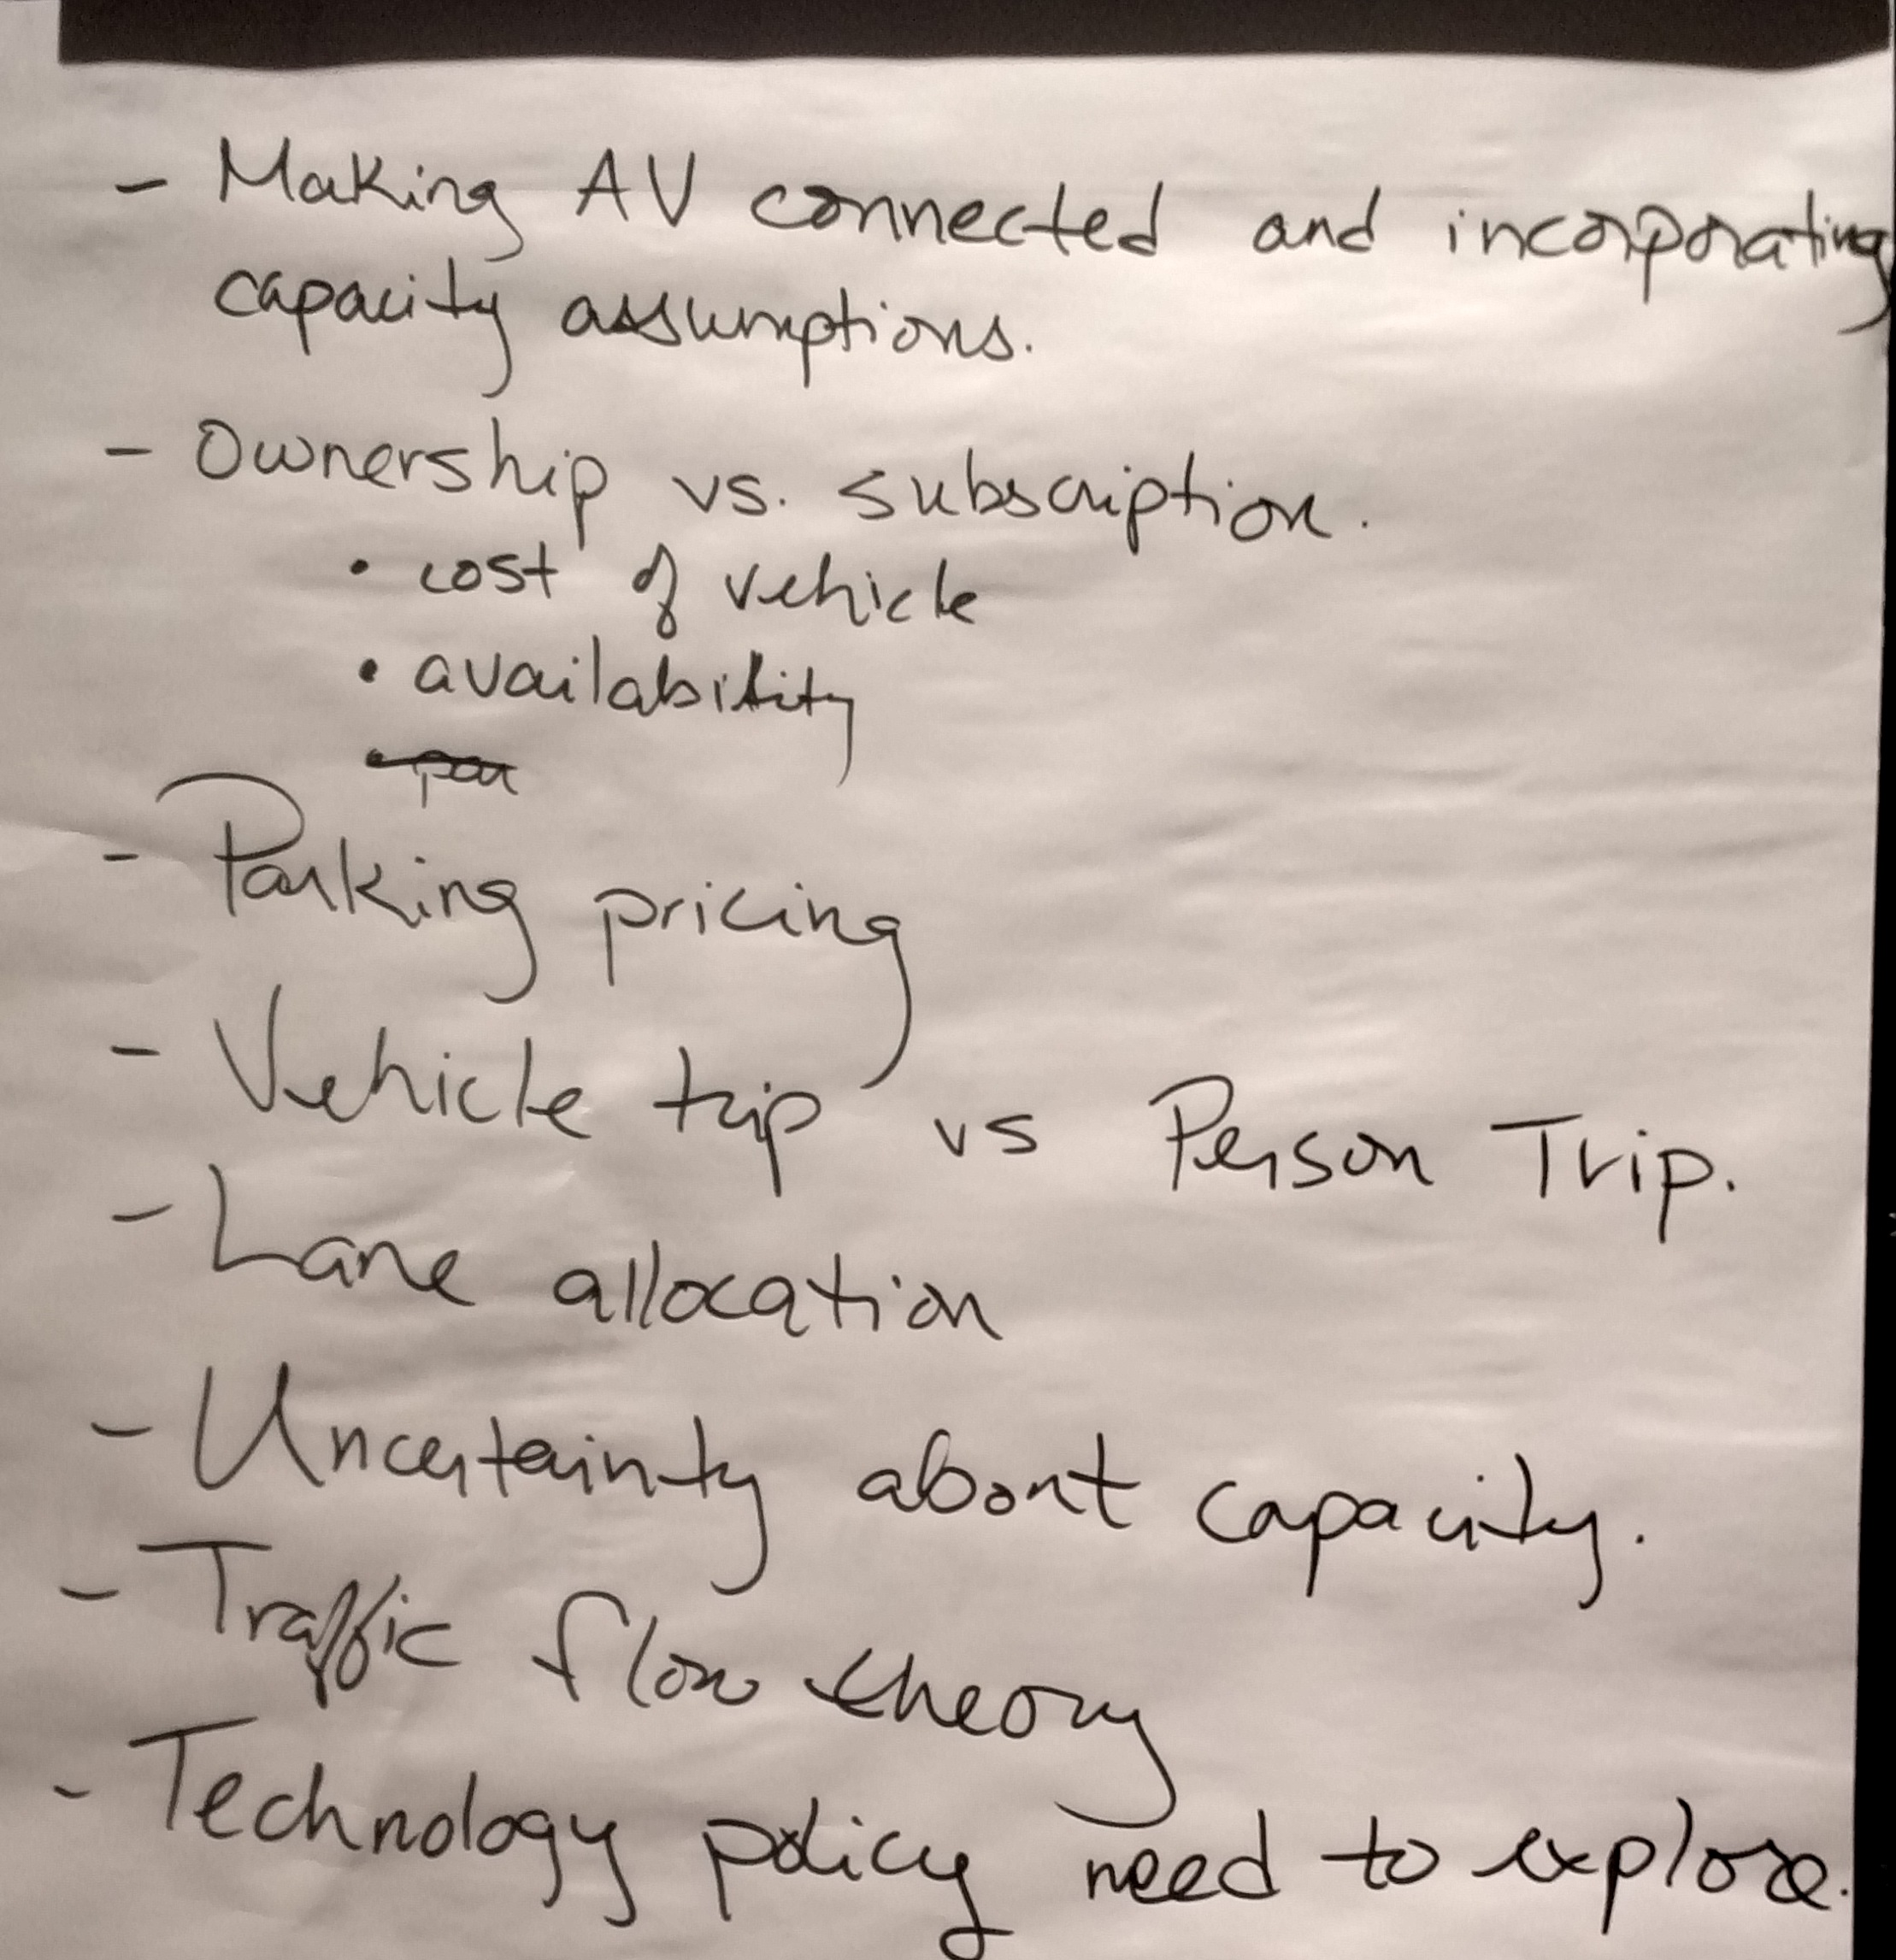 - Making AV connected and incorporating
capacity assumptions.
- Ownership vs. subscription.
• cost of vehicle
• availability
- Parking pricing
- Vehicle trip vs Person Trip.
- Lane allocation
- Uncertainty about capacity.
- Traffic flow theory
- Technology policy need to explore.